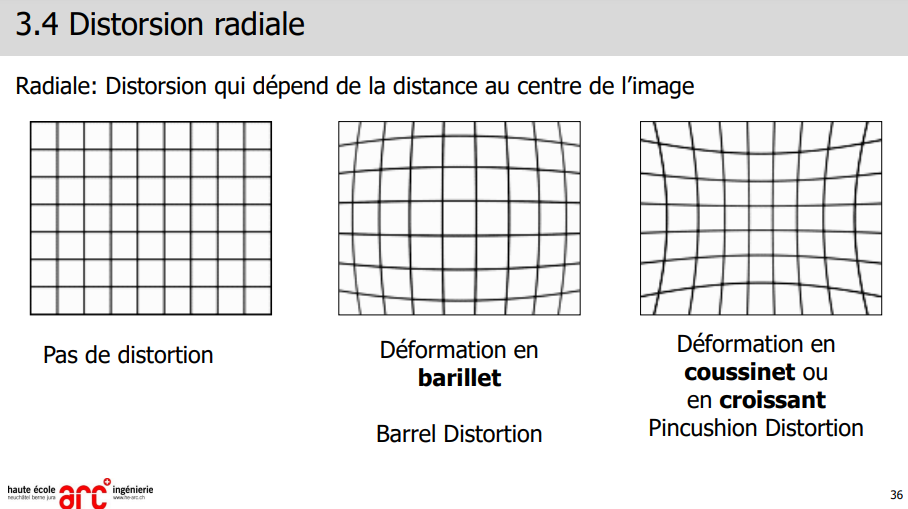 3.4 Distorsion radiale
Radiale: Distorsion qui dépend de la distance au centre de l’image
Pas de distortion
Déformation en
barillet
Barrel Distortion
Déformation en
coussinet ou
en croissant
Pincushion Distortion
haute école arc ingénierie
neuchâtel berne jura www.he-arc.ch
36